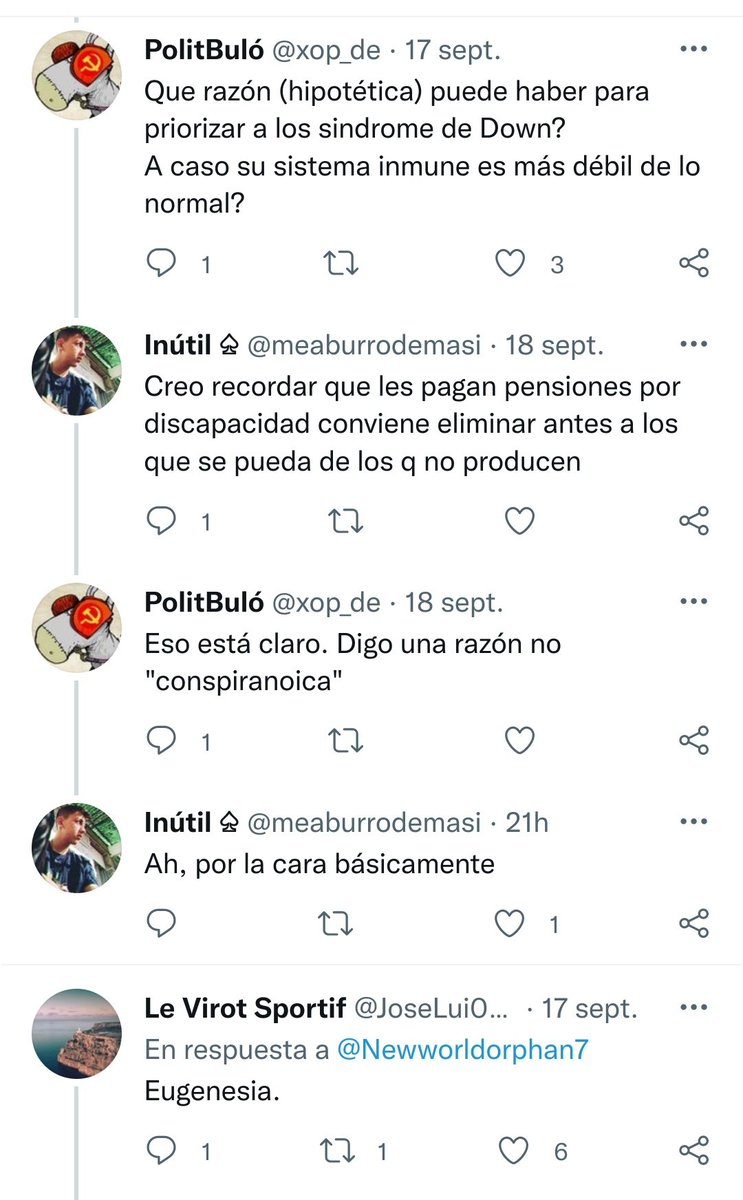 PolitBuló @xop_de · 17 sept.
Que razón (hipotética) puede haber para
priorizar a los sindrome de Down?
A caso su sistema inmune es más débil de lo
normal?
1 3
Inútil ♤ @meaburrodemasi · 18 sept.
Creo recordar que les pagan pensiones por
discapacidad conviene eliminar antes a los
que se pueda de los q no producen
1
PolitBuló @xop_de · 18 sept.
Eso está claro. Digo una razón no
"conspiranoica"
1
Inútil ♤ @meaburrodemasi · 21h
Ah, por la cara básicamente
1
Le Virot Sportif @JoseLui0... · 17 sept.
En respuesta a @Newworldorphan7
Eugenesia.
1 1 6